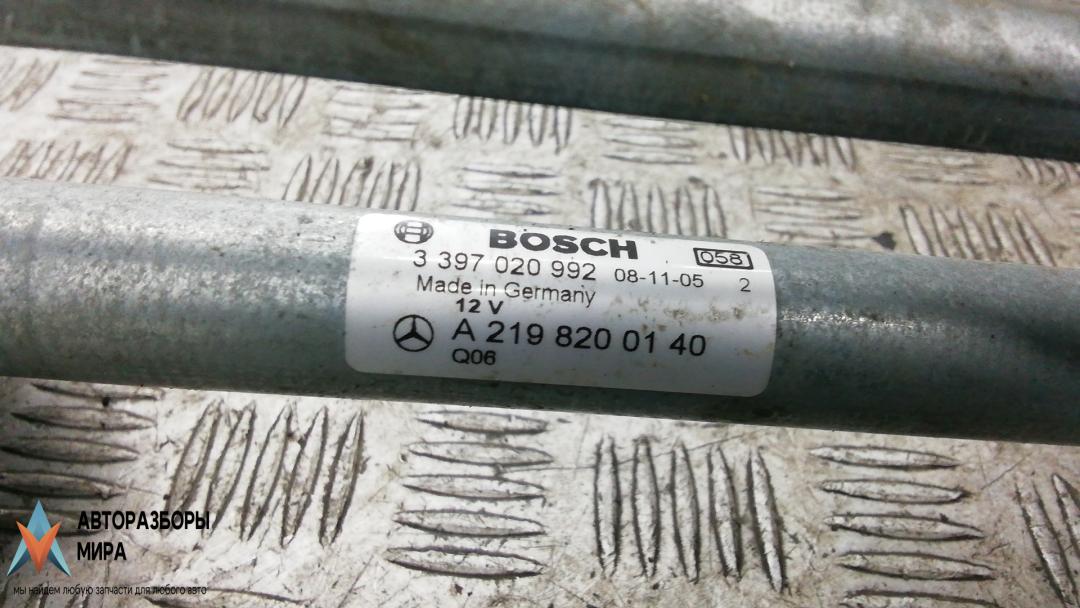 BOSCH 058
3 397 020 992 08-11-05 2
Made in Germany
12 V
A 219 820 01 40
Q06
АВТОРАЗБОРЫ
МИРА
мы найдем любую запчасти для любого авто